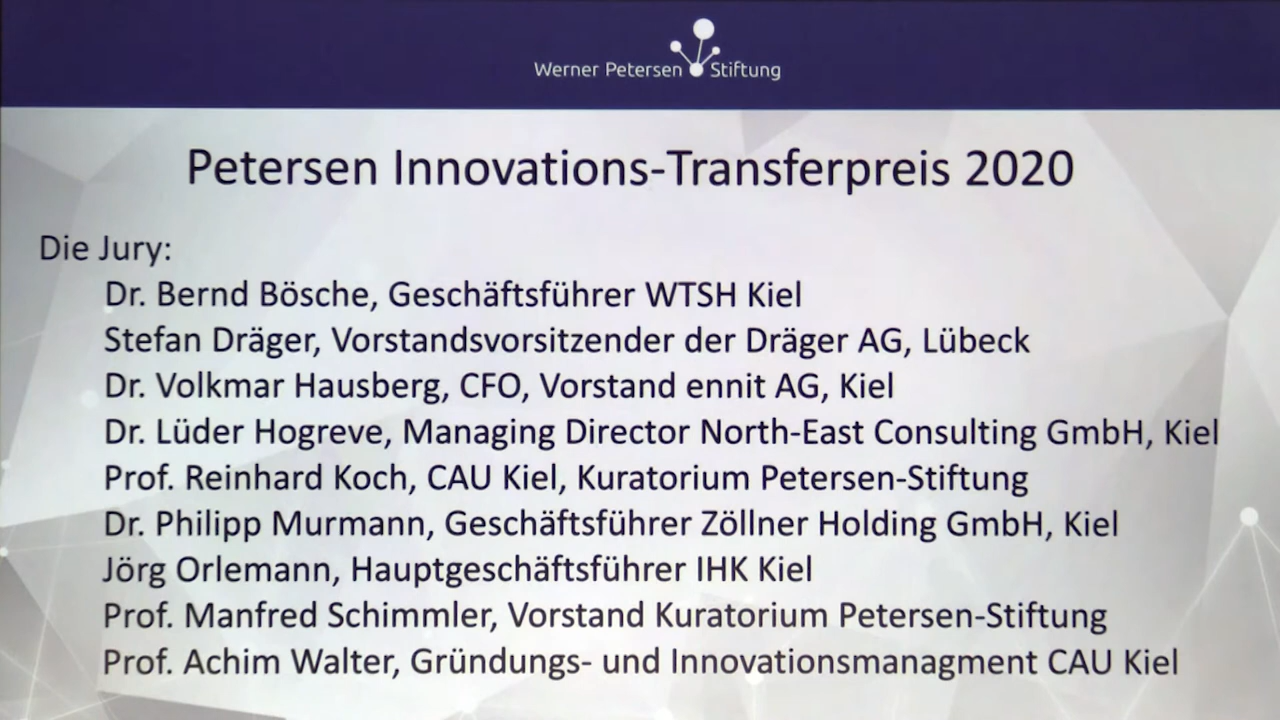 Werner Petersen Stiftung
Petersen Innovations-Transferpreis 2020
Die Jury:
Dr. Bernd Bösche, Geschäftsführer WTSH Kiel
Stefan Dräger, Vorstandsvorsitzender der Dräger AG, Lübeck
Dr. Volkmar Hausberg, CFO, Vorstand ennit AG, Kiel
Dr. Lüder Hogreve, Managing Director North-East Consulting GmbH, Kiel
Prof. Reinhard Koch, CAU Kiel, Kuratorium Petersen-Stiftung
Dr. Philipp Murmann, Geschäftsführer Zöllner Holding GmbH, Kiel
Jörg Orlemann, Hauptgeschäftsführer IHK Kiel
Prof. Manfred Schimmler, Vorstand Kuratorium Petersen-Stiftung
Prof. Achim Walter, Gründungs- und Innovationsmanagment CAU Kiel